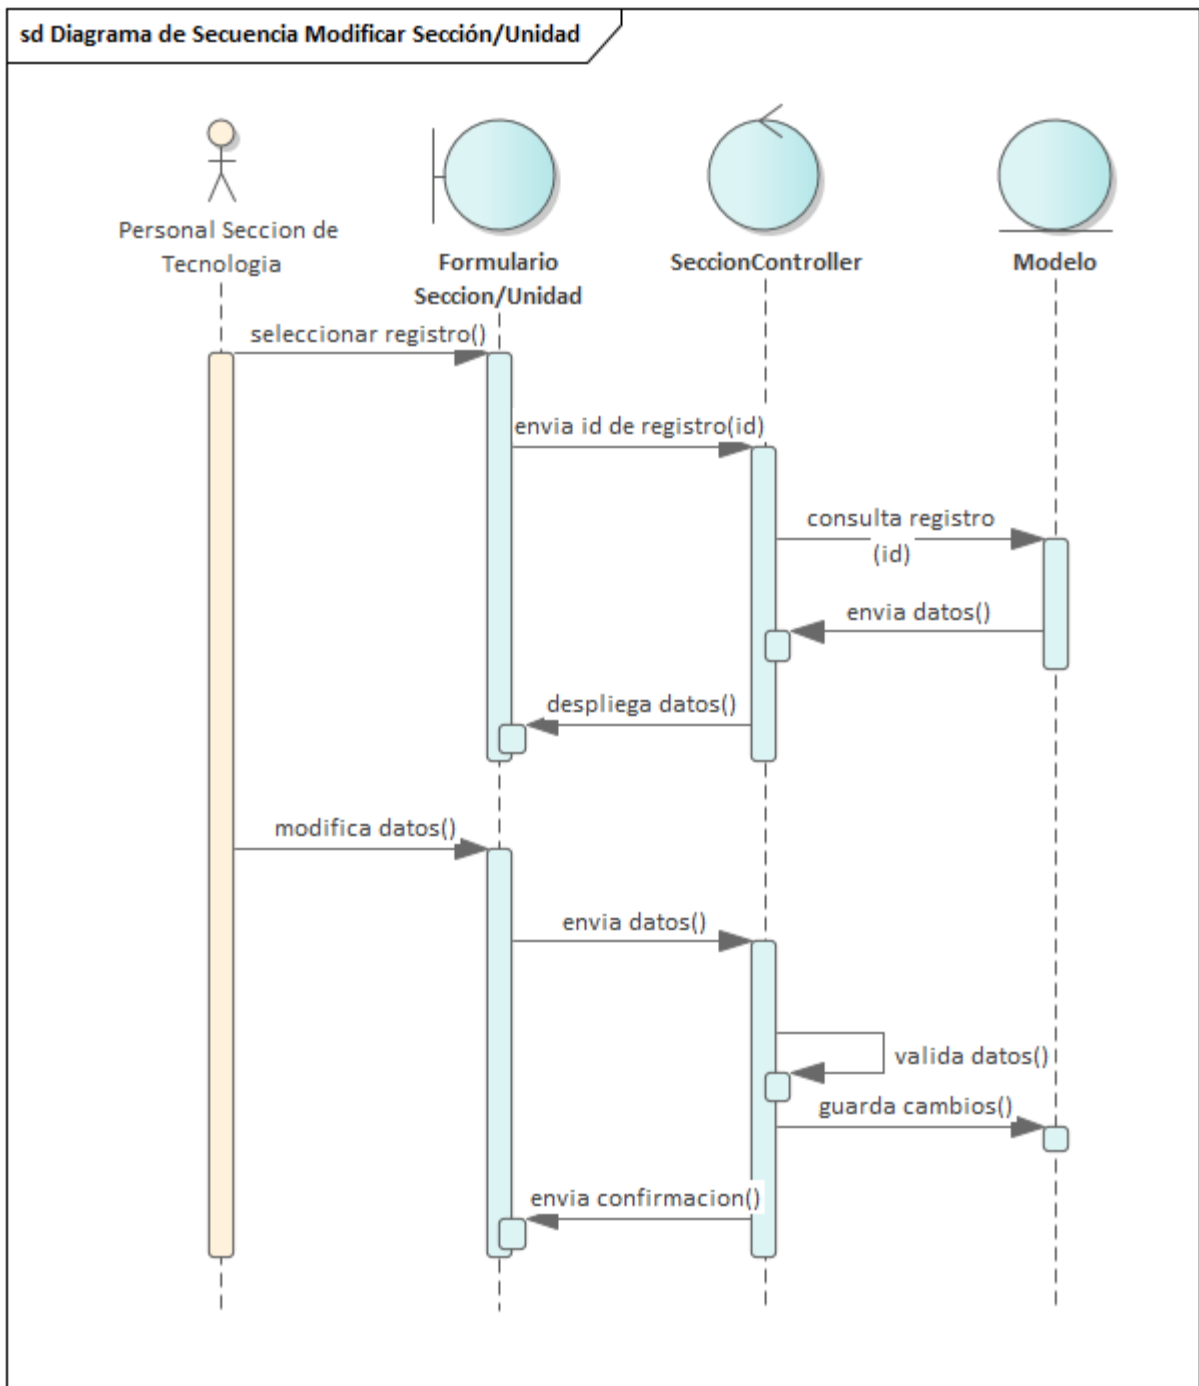 sd Diagrama de Secuencia Modificar Sección/Unidad
Personal Seccion de
Tecnologia
Formulario
Seccion/Unidad
SeccionController
Modelo
seleccionar registro()
envia id de registro(id)
consulta registro
(id)
envia datos()
despliega datos()
modifica datos()
envia datos()
valida datos()
guarda cambios()
envia confirmacion()